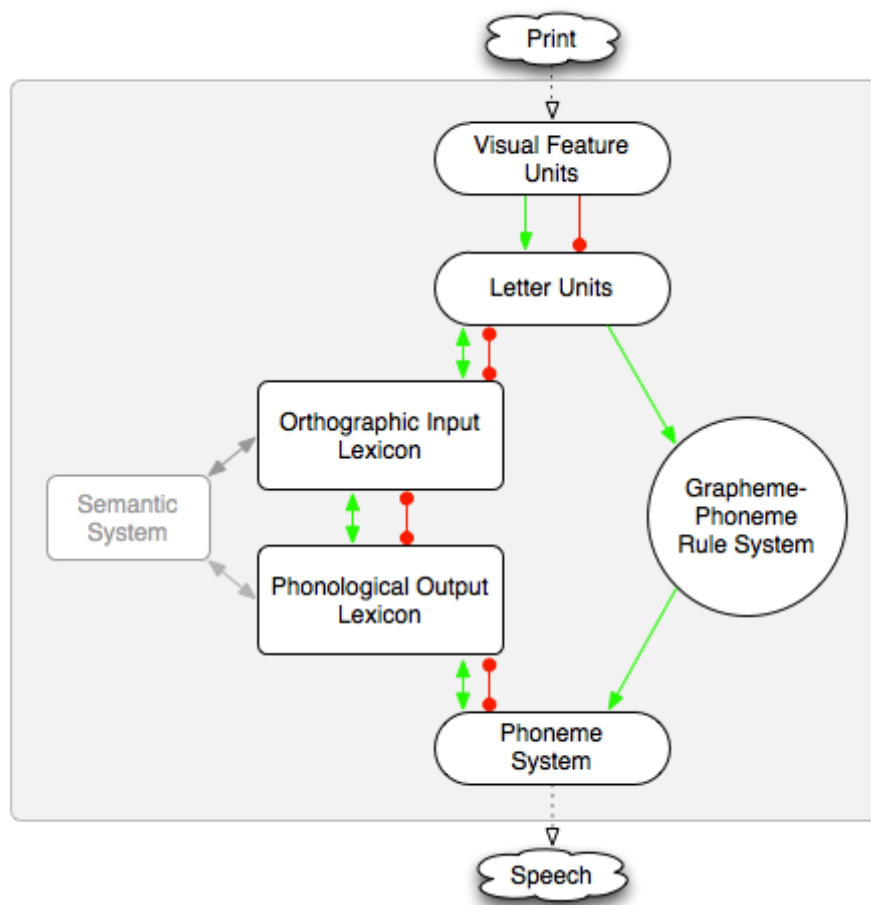 Print
Visual Feature
Units
Letter Units
Orthographic Input
Lexicon
Semantic
System
Grapheme-
Phoneme
Rule System
Phonological Output
Lexicon
Phoneme
System
Speech